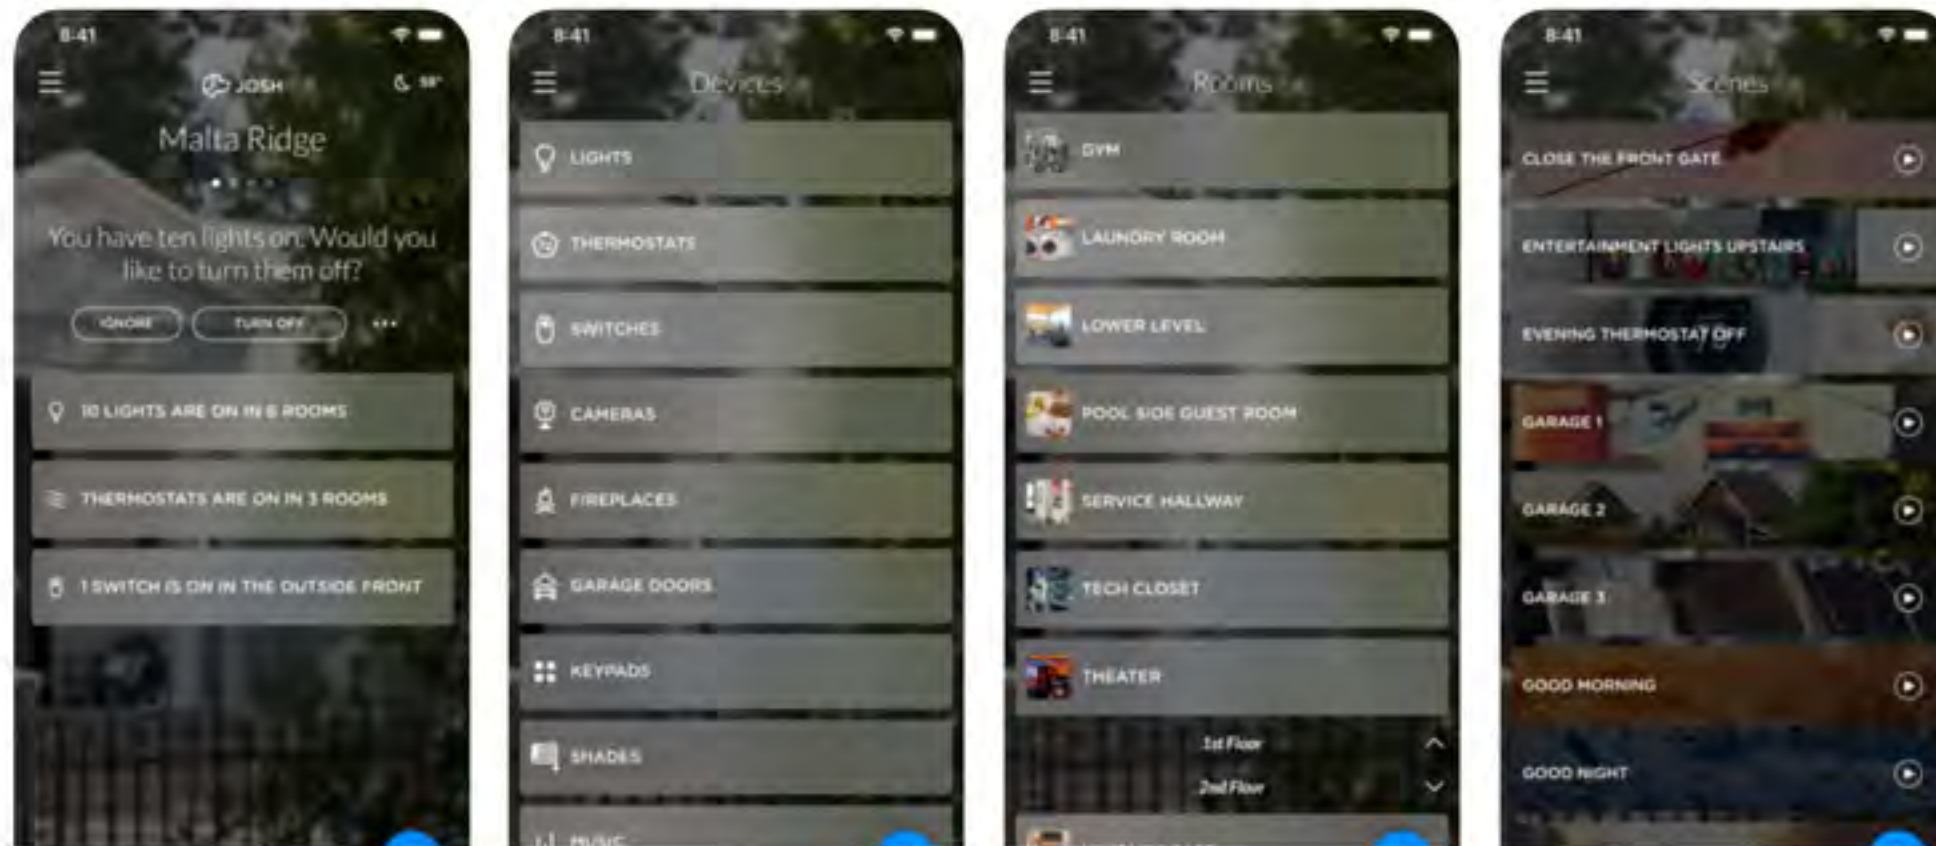 8:41
JOSH
58°
Malta Ridge
You have ten lights on. Would you
like to turn them off?
IGNORE
TURN OFF
10 LIGHTS ARE ON IN 6 ROOMS
THERMOSTATS ARE ON IN 3 ROOMS
1 SWITCH IS ON IN THE OUTSIDE FRONT
8:41
Devices
LIGHTS
THERMOSTATS
SWITCHES
CAMERAS
FIREPLACES
GARAGE DOORS
KEYPADS
SHADES
MUSIC
8:41
Rooms
GYM
LAUNDRY ROOM
LOWER LEVEL
POOL SIDE GUEST ROOM
SERVICE HALLWAY
TECH CLOSET
THEATER
1st Floor
2nd Floor
8:41
Scenes
CLOSE THE FRONT GATE
ENTERTAINMENT LIGHTS UPSTAIRS
EVENING THERMOSTAT OFF
GARAGE 1
GARAGE 2
GARAGE 3
GOOD MORNING
GOOD NIGHT